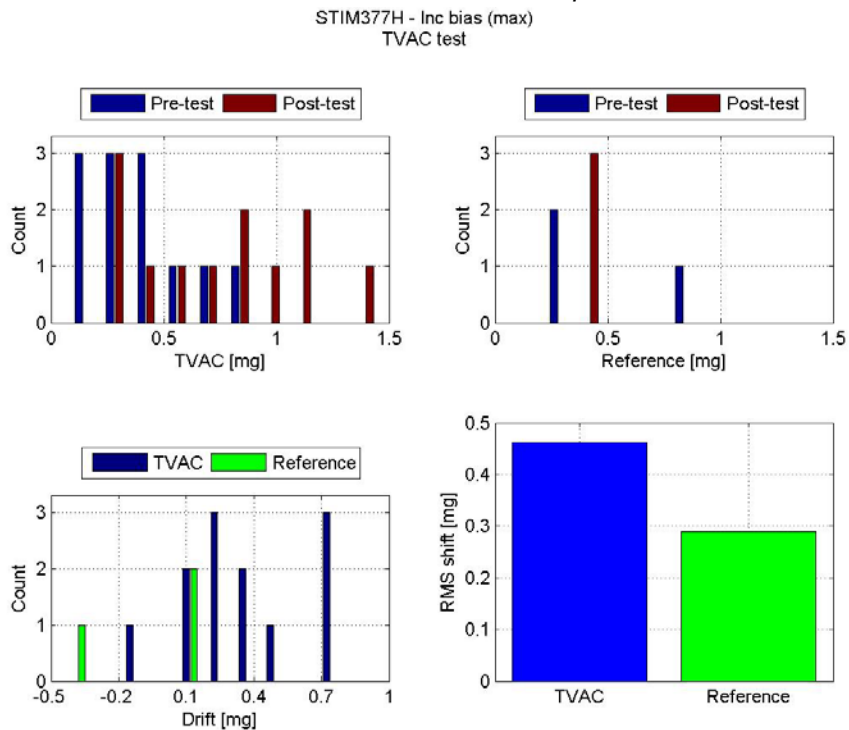 STIM377H - Inc bias (max)
TVAC test
Pre-test Post-test
3
2
1
0
Count
0 0.5 1 1.5
TVAC [mg]
Pre-test Post-test
3
2
1
0
Count
0 0.5 1 1.5
Reference [mg]
TVAC Reference
3
2
1
0
Count
-0.5 -0.2 0.1 0.4 0.7 1
Drift [mg]
0.5
0.4
0.3
0.2
0.1
0
RMS shift [mg]
TVAC Reference